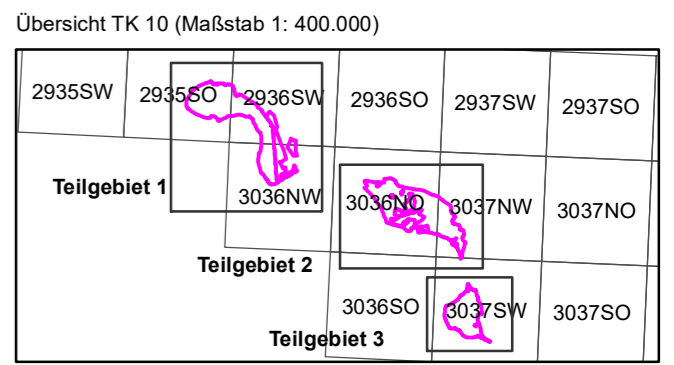 Übersicht TK 10 (Maßstab 1: 400.000)
2935SW 2935SO 2936SW 2936SO 2937SW 2937SO
Teilgebiet 1 3036NW 3036NO 3037NW 3037NO
Teilgebiet 2
3036SO 3037SW 3037SO
Teilgebiet 3